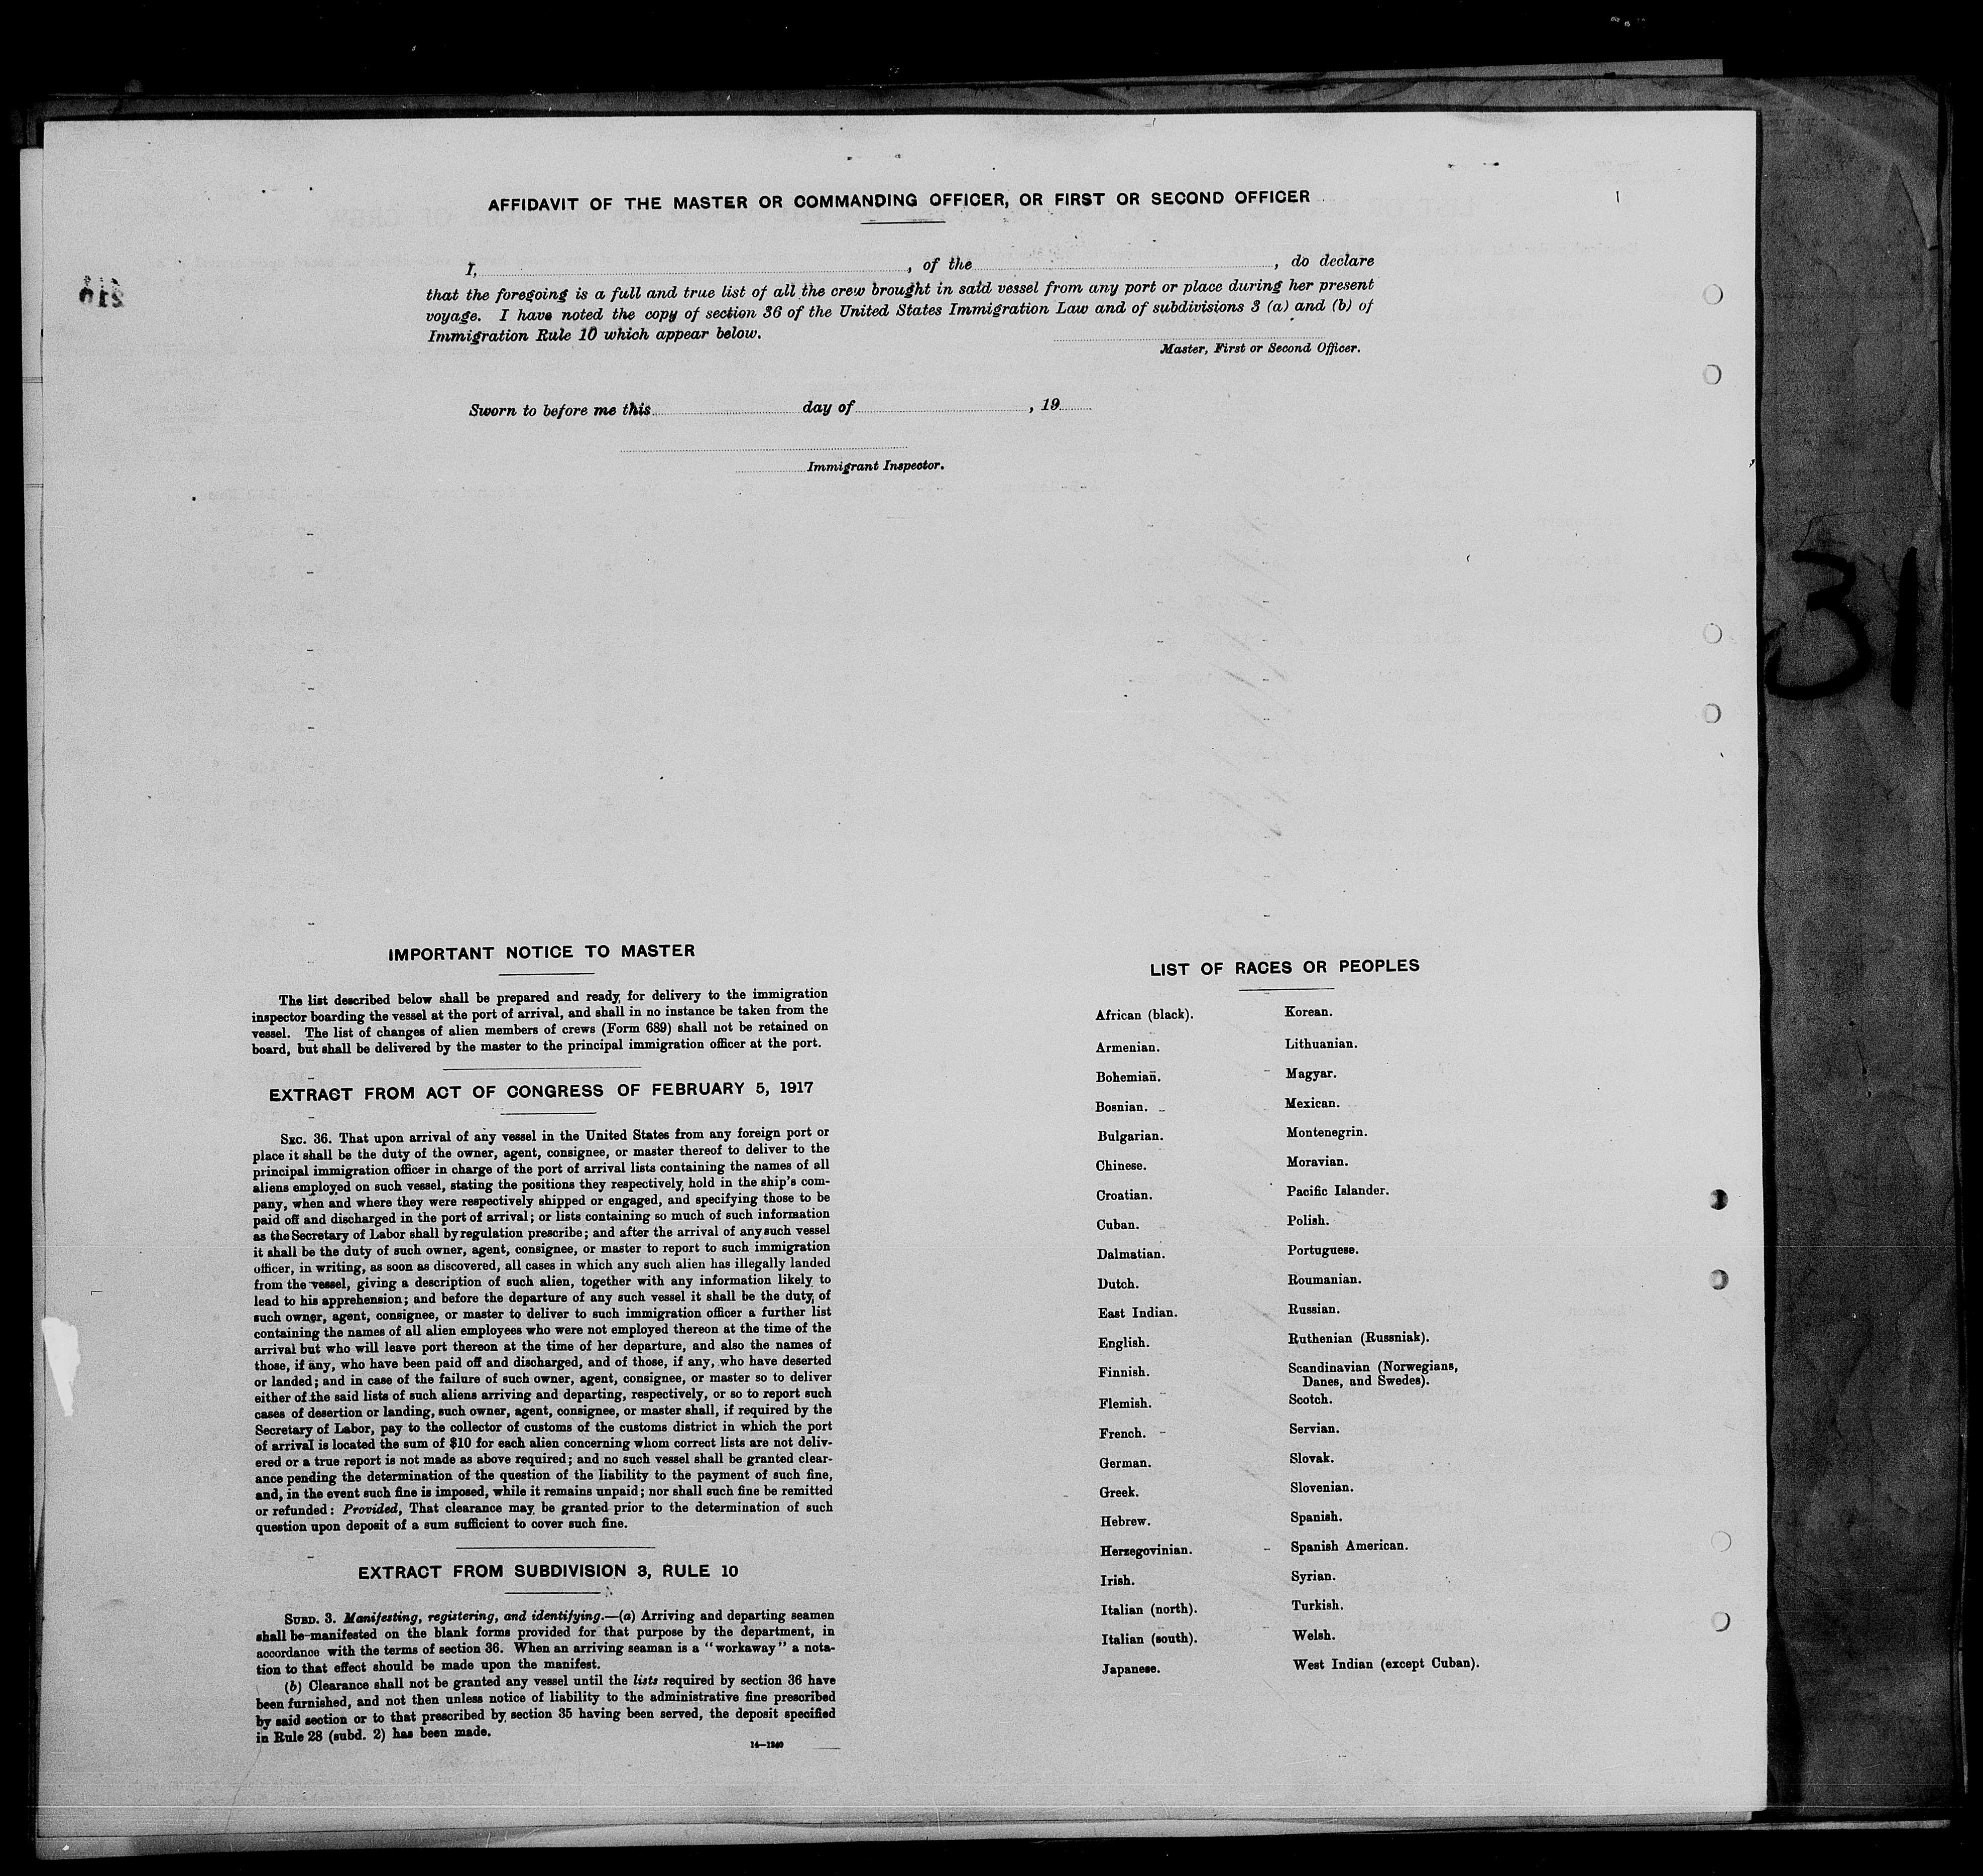 AFFIDAVIT OF THE MASTER OR COMMANDING OFFICER, OR FIRST OR SECOND OFFICER
I, , of the , do declare
that the foregoing is a full and true list of all the crew brought in said vessel from any port or place during her present
voyage. I have noted the copy of section 36 of the United States Immigration Law and of subdivisions 3 (a) and (b) of
Immigration Rule 10 which appear below.
Master, First or Second Officer.
Sworn to before me this day of , 19
Immigrant Inspector.
31
IMPORTANT NOTICE TO MASTER
The list described below shall be prepared and ready for delivery to the immigration
inspector boarding the vessel at the port of arrival, and shall in no instance be taken from the
vessel. The list of changes of alien members of crews (Form 689) shall not be retained on
board, but shall be delivered by the master to the principal immigration officer at the port.
EXTRACT FROM ACT OF CONGRESS OF FEBRUARY 5, 1917
SEC. 36. That upon arrival of any vessel in the United States from any foreign port or
place it shall be the duty of the owner, agent, consignee, or master thereof to deliver to the
principal immigration officer in charge of the port of arrival lists containing the names of all
aliens employed on such vessel, stating the positions they respectively hold in the ship's com-
pany, when and where they were respectively shipped or engaged, and specifying those to be
paid off and discharged in the port of arrival; or lists containing so much of such information
as the Secretary of Labor shall by regulation prescribe; and after the arrival of any such vessel
it shall be the duty of such owner, agent, consignee, or master to report to such immigration
officer, in writing, as soon as discovered, all cases in which any such alien has illegally landed
from the vessel, giving a description of such alien, together with any information likely to
lead to his apprehension; and before the departure of any such vessel it shall be the duty of
such owner, agent, consignee, or master to deliver to such immigration officer a further list
containing the names of all alien employees who were not employed thereon at the time of the
arrival but who will leave port thereon at the time of her departure, and also the names of
those, if any, who have been paid off and discharged, and of those, if any, who have deserted
or landed; and in case of the failure of such owner, agent, consignee, or master so to deliver
either of the said lists of such aliens arriving and departing, respectively, or so to report such
cases of desertion or landing, such owner, agent, consignee, or master shall, if required by the
Secretary of Labor, pay to the collector of customs of the customs district in which the port
of arrival is located the sum of $10 for each alien concerning whom correct lists are not deliv-
ered or a true report is not made as above required; and no such vessel shall be granted clear-
ance pending the determination of the question of the liability to the payment of such fine,
and, in the event such fine is imposed, while it remains unpaid; nor shall such fine be remitted
or refunded: Provided, That clearance may be granted prior to the determination of such
question upon deposit of a sum sufficient to cover such fine.
EXTRACT FROM SUBDIVISION 3, RULE 10
SUBD. 3. Manifesting, registering, and identifying.—(a) Arriving and departing seamen
shall be manifested on the blank forms provided for that purpose by the department, in
accordance with the terms of section 36. When an arriving seaman is a "workaway" a nota-
tion to that effect should be made upon the manifest.
(b) Clearance shall not be granted any vessel until the lists required by section 36 have
been furnished, and not then unless notice of liability to the administrative fine prescribed
by said section or to that prescribed by section 35 having been served, the deposit specified
in Rule 28 (subd. 2) has been made.
14—1240
LIST OF RACES OR PEOPLES
African (black).
Armenian.
Bohemian.
Bosnian.
Bulgarian.
Chinese.
Croatian.
Cuban.
Dalmatian.
Dutch.
East Indian.
English.
Finnish.
Flemish.
French.
German.
Greek.
Hebrew.
Herzegovinian.
Irish.
Italian (north).
Italian (south).
Japanese.
Korean.
Lithuanian.
Magyar.
Mexican.
Montenegrin.
Moravian.
Pacific Islander.
Polish.
Portuguese.
Roumanian.
Russian.
Ruthenian (Russniak).
Scandinavian (Norwegians,
Danes, and Swedes).
Scotch.
Servian.
Slovak.
Slovenian.
Spanish.
Spanish American.
Syrian.
Turkish.
Welsh.
West Indian (except Cuban).